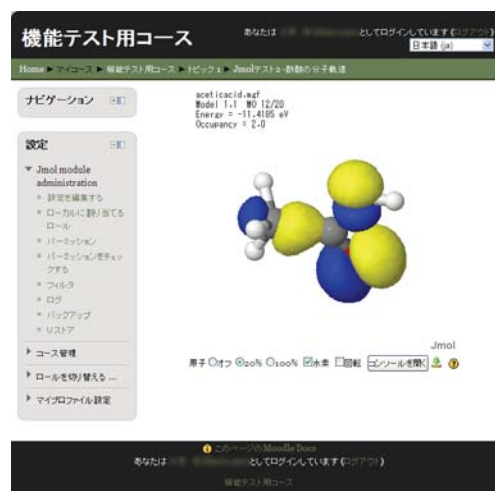 機能テスト用コース
あなたは としてログインしています (ログアウト)
日本語 (ja)
Home ► マイコース ► 機能テスト用コース ► トピック 1 ► Jmolテスト2-酢酸の分子軌道
ナビゲーション
設定
Jmol module administration
設定を編集する
ローカルに割り当てる
ロール
パーミッション
パーミッションをチェッ
クする
フィルタ
ログ
バックアップ
リストア
コース管理
ロールを切り替える ...
マイプロファイル設定
aceticacid.mgf
Model 1.1 MO 12/20
Energy = -11.4185 eV
Occupancy = 2.0
Jmol
原子 オフ 20% 100% 水素 回転 コンソールを開く
このページのMoodle Docs
あなたは としてログインしています (ログアウト)
機能テスト用コース